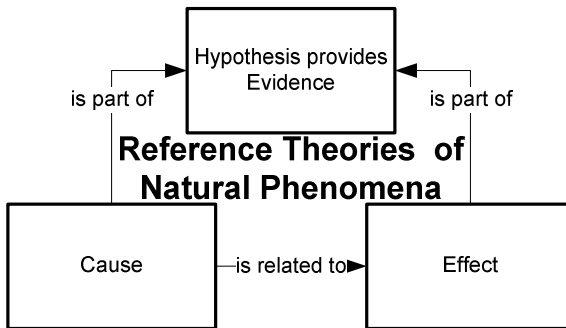 Hypothesis provides
Evidence
is part of
is part of
Reference Theories of
Natural Phenomena
Cause
is related to
Effect